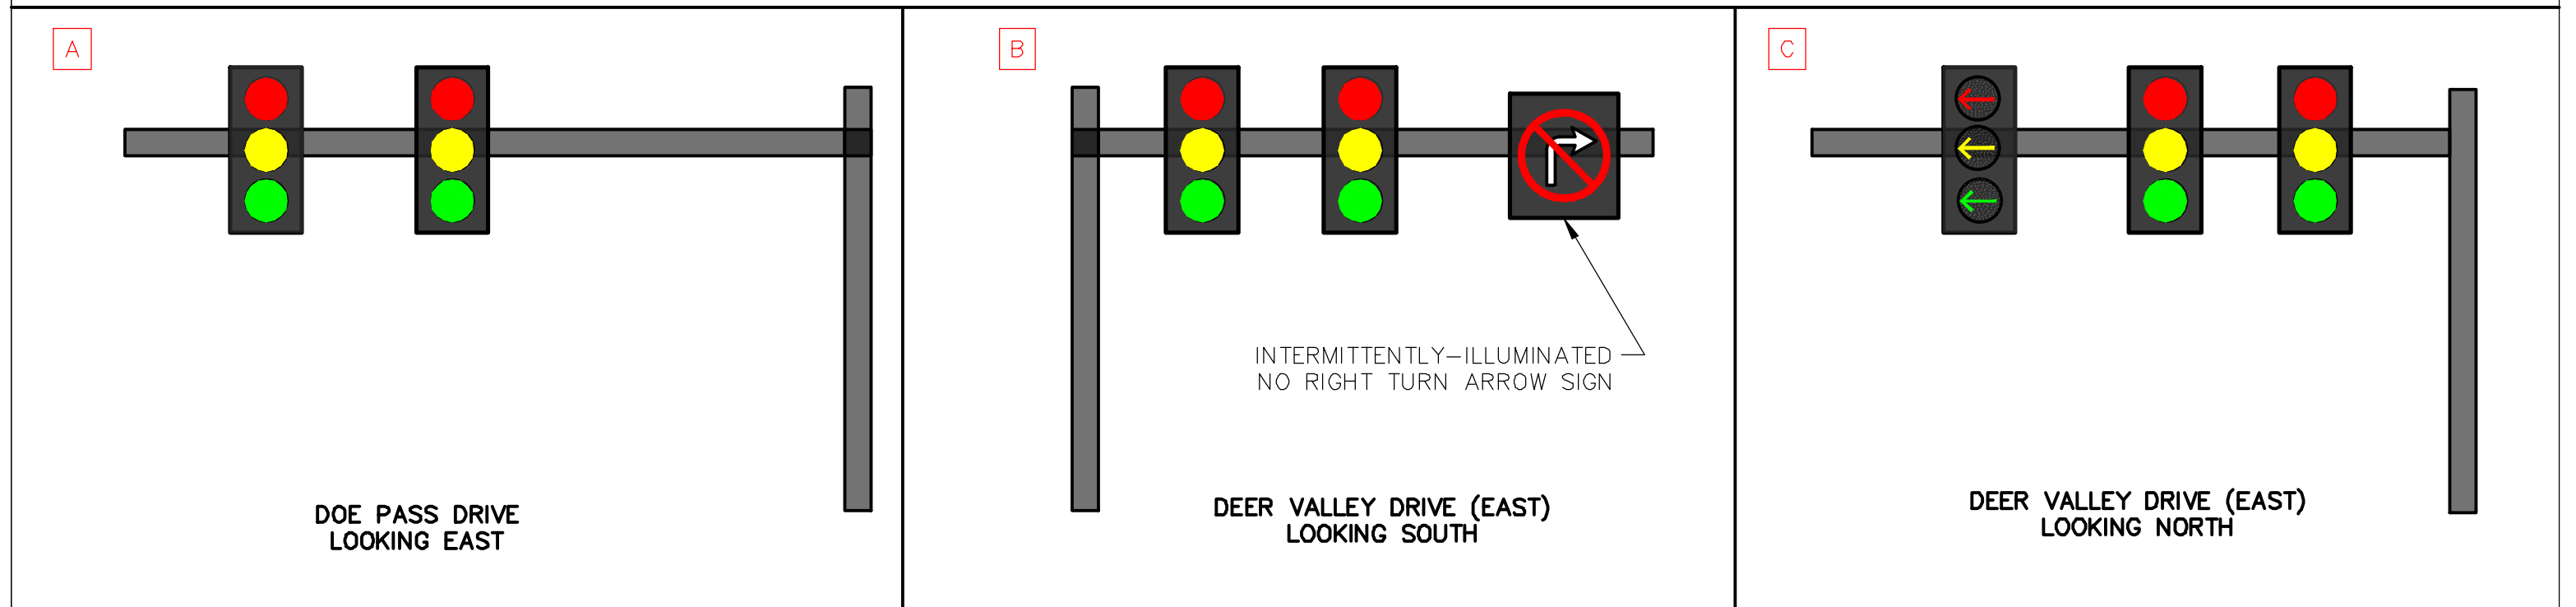 A
DOE PASS DRIVE
LOOKING EAST
B
INTERMITTENTLY-ILLUMINATED
NO RIGHT TURN ARROW SIGN
DEER VALLEY DRIVE (EAST)
LOOKING SOUTH
C
DEER VALLEY DRIVE (EAST)
LOOKING NORTH